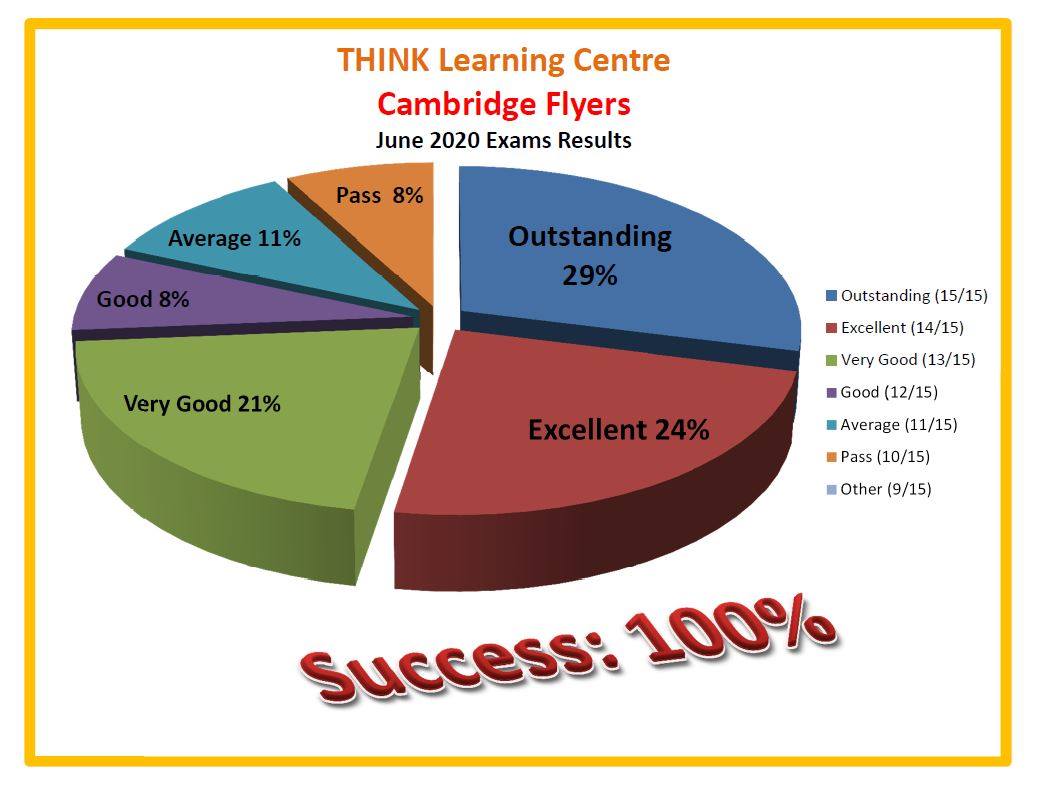 THINK Learning Centre
Cambridge Flyers
June 2020 Exams Results
Pass 8%
Average 11%
Good 8%
Very Good 21%
Outstanding
29%
Excellent 24%
Outstanding (15/15)
Excellent (14/15)
Very Good (13/15)
Good (12/15)
Average (11/15)
Pass (10/15)
Other (9/15)
Success: 100%